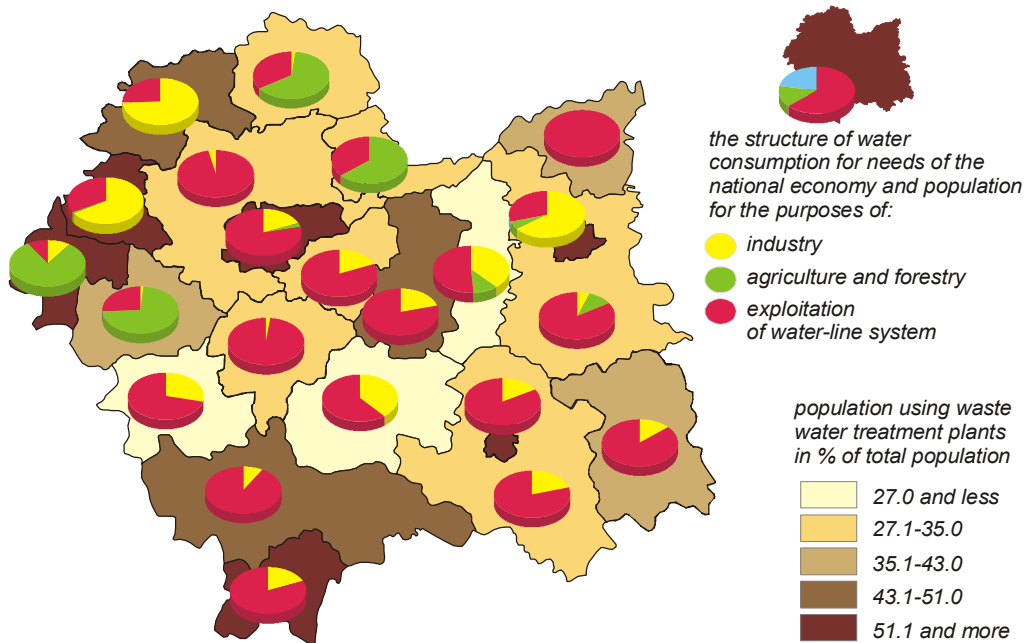 the structure of water
consumption for needs of the
national economy and population
for the purposes of:
industry
agriculture and forestry
exploitation
of water-line system
population using waste
water treatment plants
in % of total population
27.0 and less
27.1-35.0
35.1-43.0
43.1-51.0
51.1 and more